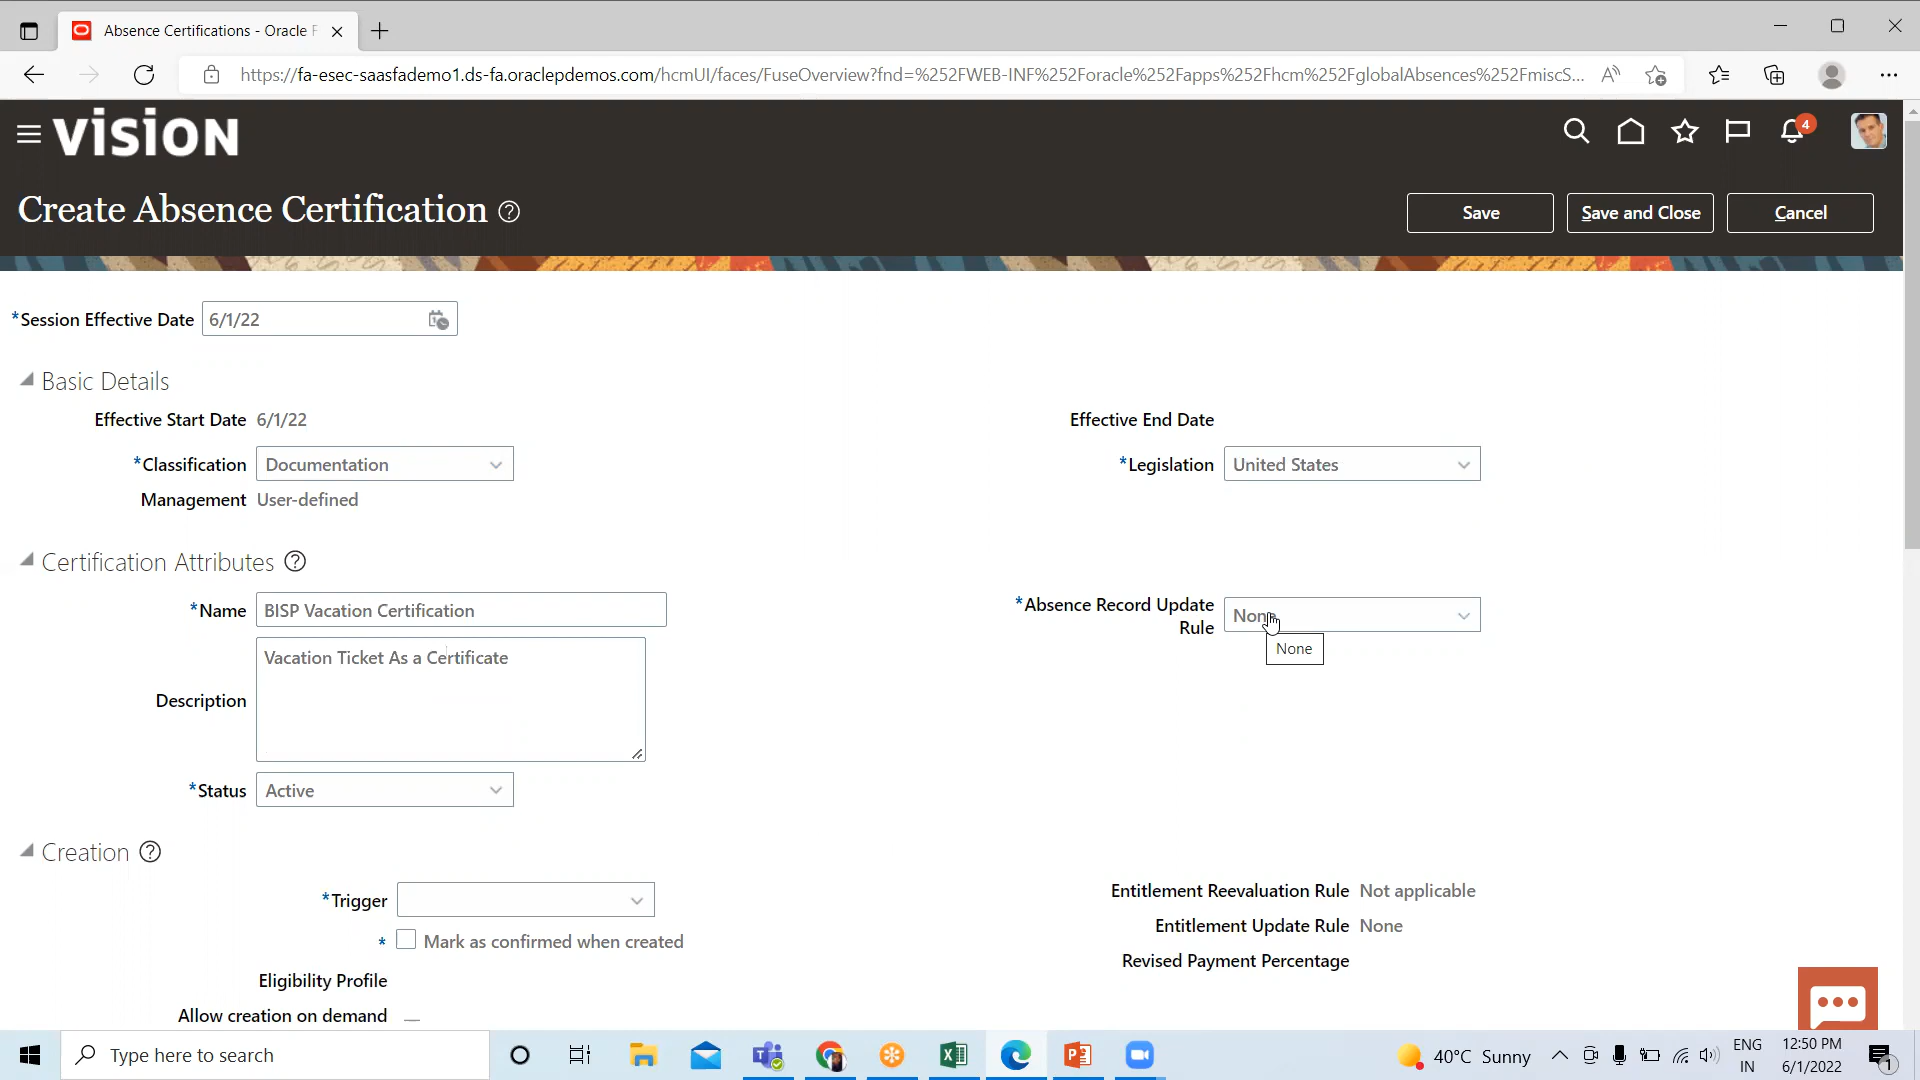 Absence Certifications - Oracle F
https://fa-esec-saasfademo1.ds-fa.oraclepdemos.com/hcmUI/faces/FuseOverview?fnd=%252FWEB-INF%252Foracle%252Fapps%252Fhcm%252FglobalAbsences%252FmiscS...
VISION
4
Create Absence Certification ?
Save
Save and Close
Cancel
*Session Effective Date 6/1/22
Basic Details
Effective Start Date 6/1/22
Effective End Date
*Classification Documentation
*Legislation United States
Management User-defined
Certification Attributes ?
*Name BISP Vacation Certification
*Absence Record Update Rule None
None
Description Vacation Ticket As a Certificate
*Status Active
Creation ?
*Trigger
Entitlement Reevaluation Rule Not applicable
Entitlement Update Rule None
* Mark as confirmed when created
Revised Payment Percentage
Eligibility Profile
Allow creation on demand
Type here to search
40°C Sunny
ENG
IN
12:50 PM
6/1/2022
1